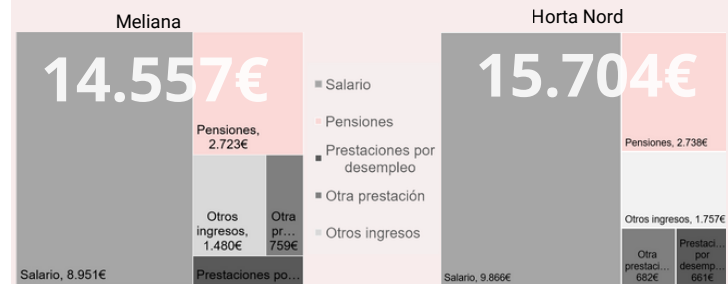 Meliana
Horta Nord
14.557€
Pensiones,
2.723€
Otros
ingresos,
1.480€
Otra
pr...
759€
Salario, 8.951€
Prestaciones po...
Salario
Pensiones
Prestaciones por
desempleo
Otra prestación
Otros ingresos
15.704€
Pensiones, 2.738€
Otros ingresos, 1.757€
Otra
prestaci...
682€
Prestaci...
por
desemp...
661€
Salario, 9.866€